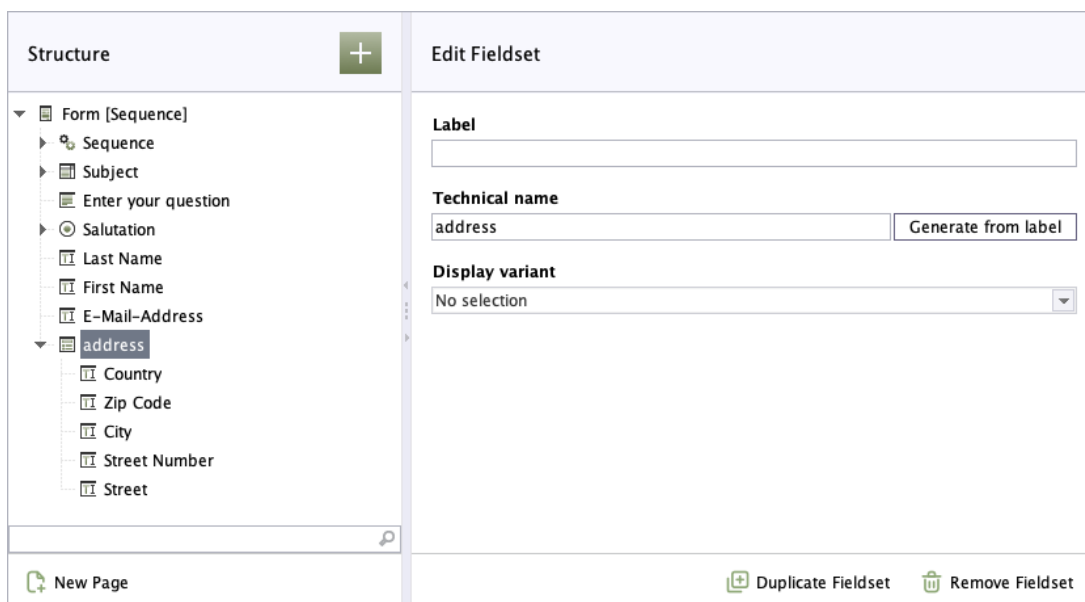 Structure
Form [Sequence]
Sequence
Subject
Enter your question
Salutation
Last Name
First Name
E-Mail-Address
address
Country
Zip Code
City
Street Number
Street
New Page
Edit Fieldset
Label
Technical name
address
Generate from label
Display variant
No selection
Duplicate Fieldset
Remove Fieldset